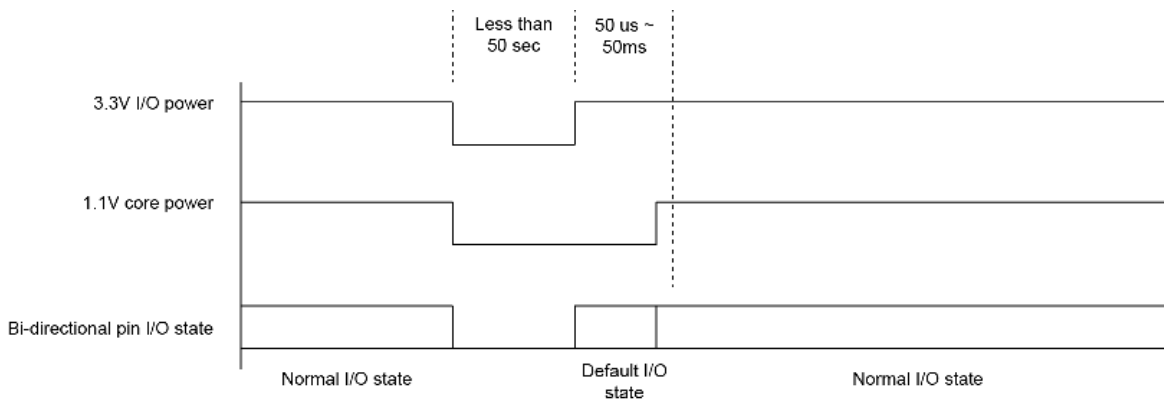 Less than
50 sec
50 us ~
50ms
3.3V I/O power
1.1V core power
Bi-directional pin I/O state
Normal I/O state
Default I/O
state
Normal I/O state